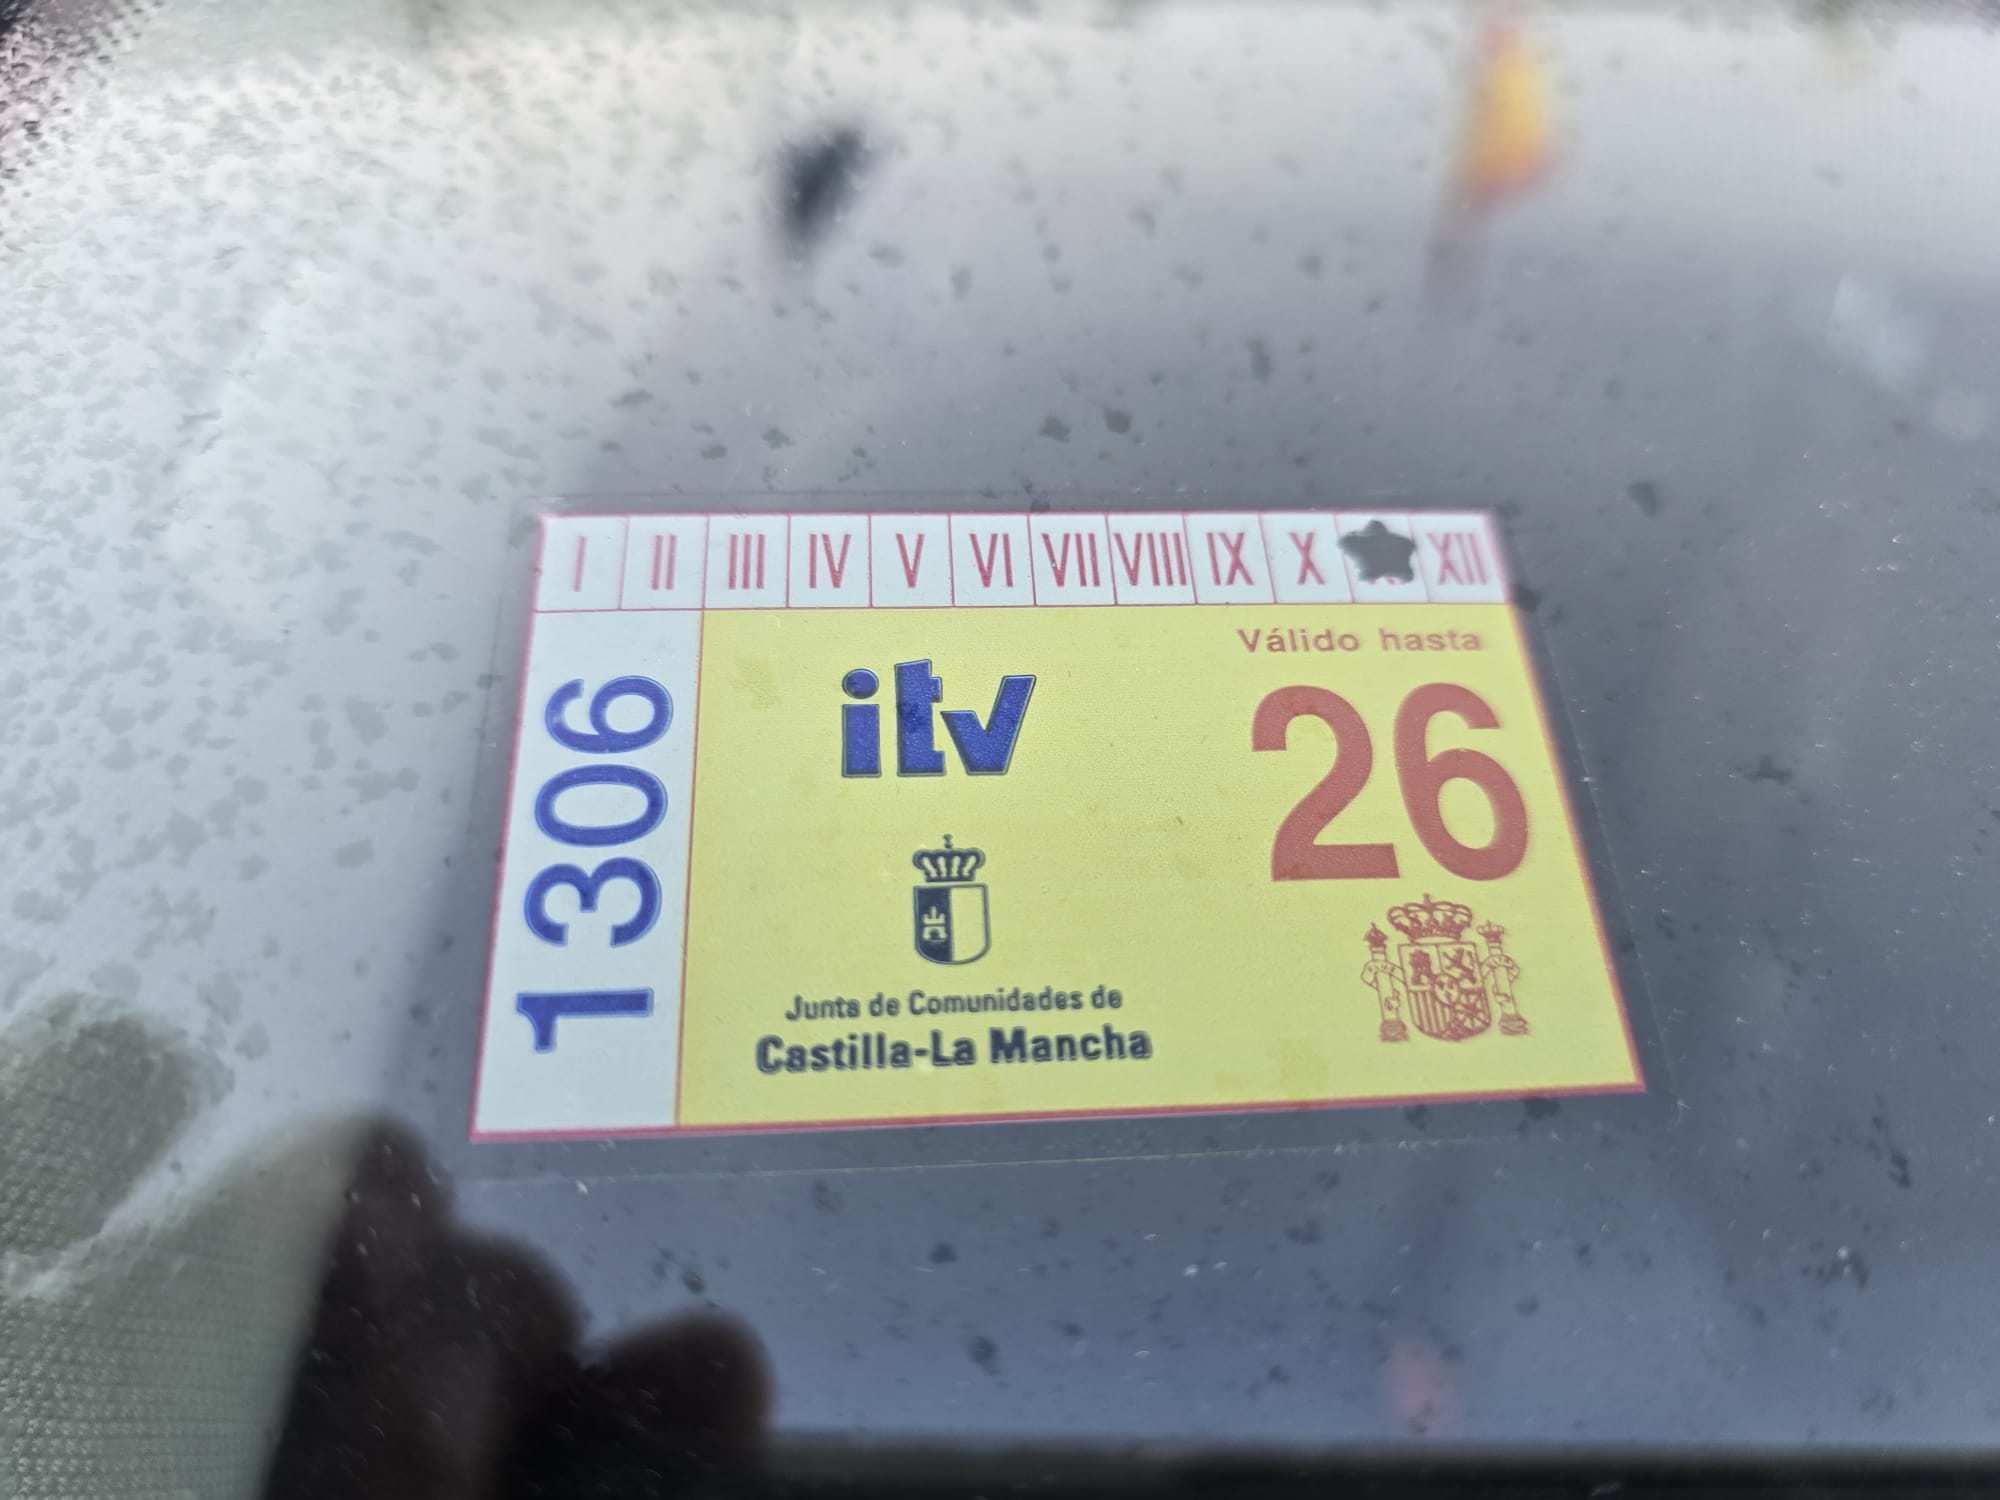 I II III IV V VI VII VIII IX X XII
1306
itv
Válido hasta
26
Junta de Comunidades de
Castilla-La Mancha